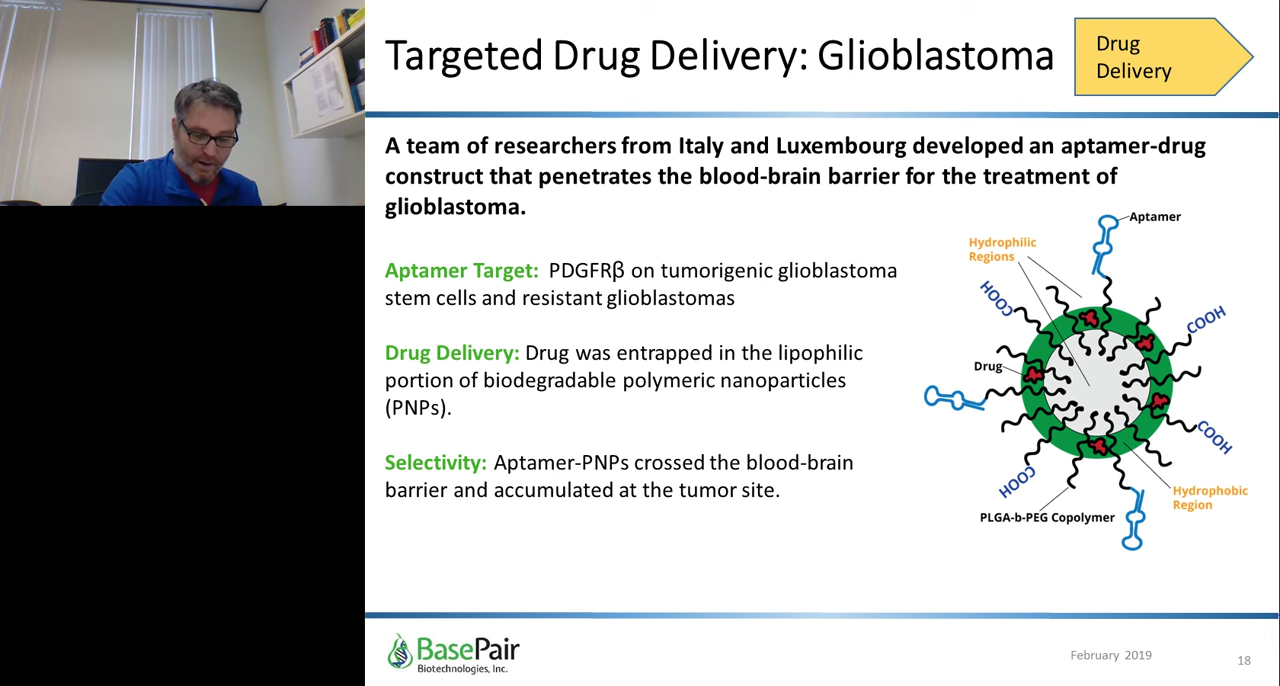 Targeted Drug Delivery: Glioblastoma
Drug
Delivery
A team of researchers from Italy and Luxembourg developed an aptamer-drug
construct that penetrates the blood-brain barrier for the treatment of
glioblastoma.
Aptamer Target: PDGFRβ on tumorigenic glioblastoma
stem cells and resistant glioblastomas
Drug Delivery: Drug was entrapped in the lipophilic
portion of biodegradable polymeric nanoparticles
(PNPs).
Selectivity: Aptamer-PNPs crossed the blood-brain
barrier and accumulated at the tumor site.
Aptamer
Hydrophilic
Regions
COOH
COOH
Drug
COOH
COOH
Hydrophobic
Region
PLGA-b-PEG Copolymer
BasePair
Biotechnologies, Inc.
February 2019
18